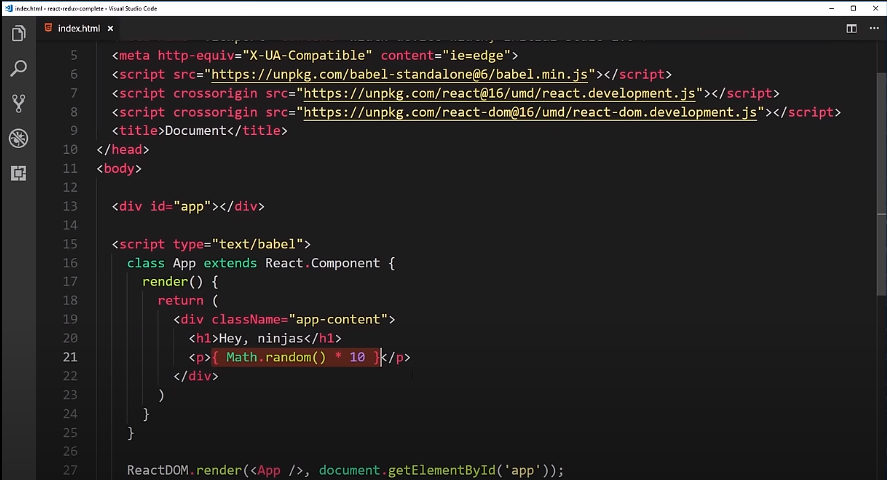 index.html - react-redux-complete - Visual Studio Code
index.html
5 <meta http-equiv="X-UA-Compatible" content="ie=edge">
6 <script src="https://unpkg.com/babel-standalone@6/babel.min.js"></script>
7 <script crossorigin src="https://unpkg.com/react@16/umd/react.development.js"></script>
8 <script crossorigin src="https://unpkg.com/react-dom@16/umd/react-dom.development.js"></script>
9 <title>Document</title>
10 </head>
11 <body>
12
13 <div id="app"></div>
14
15 <script type="text/babel">
16 class App extends React.Component {
17 render() {
18 return (
19 <div className="app-content">
20 <h1>Hey, ninjas</h1>
21 <p>{ Math.random() * 10 }</p>
22 </div>
23 )
24 }
25 }
26
27 ReactDOM.render(<App />, document.getElementById('app'));